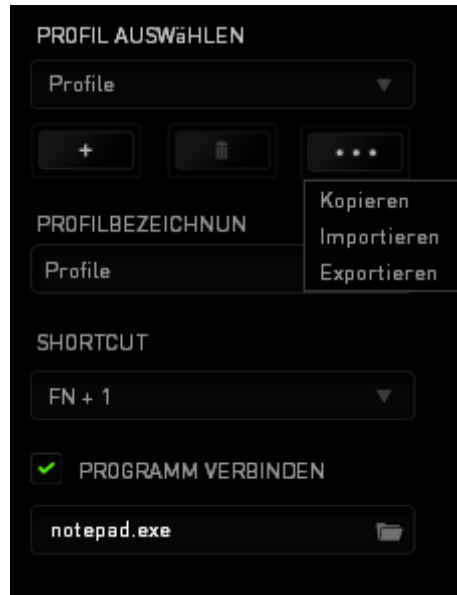 PROFIL AUSWäHLEN
Profile
+
Kopieren
Importieren
Exportieren
PROFILBEZEICHNUN
Profile
SHORTCUT
FN + 1
PROGRAMM VERBINDEN
notepad.exe